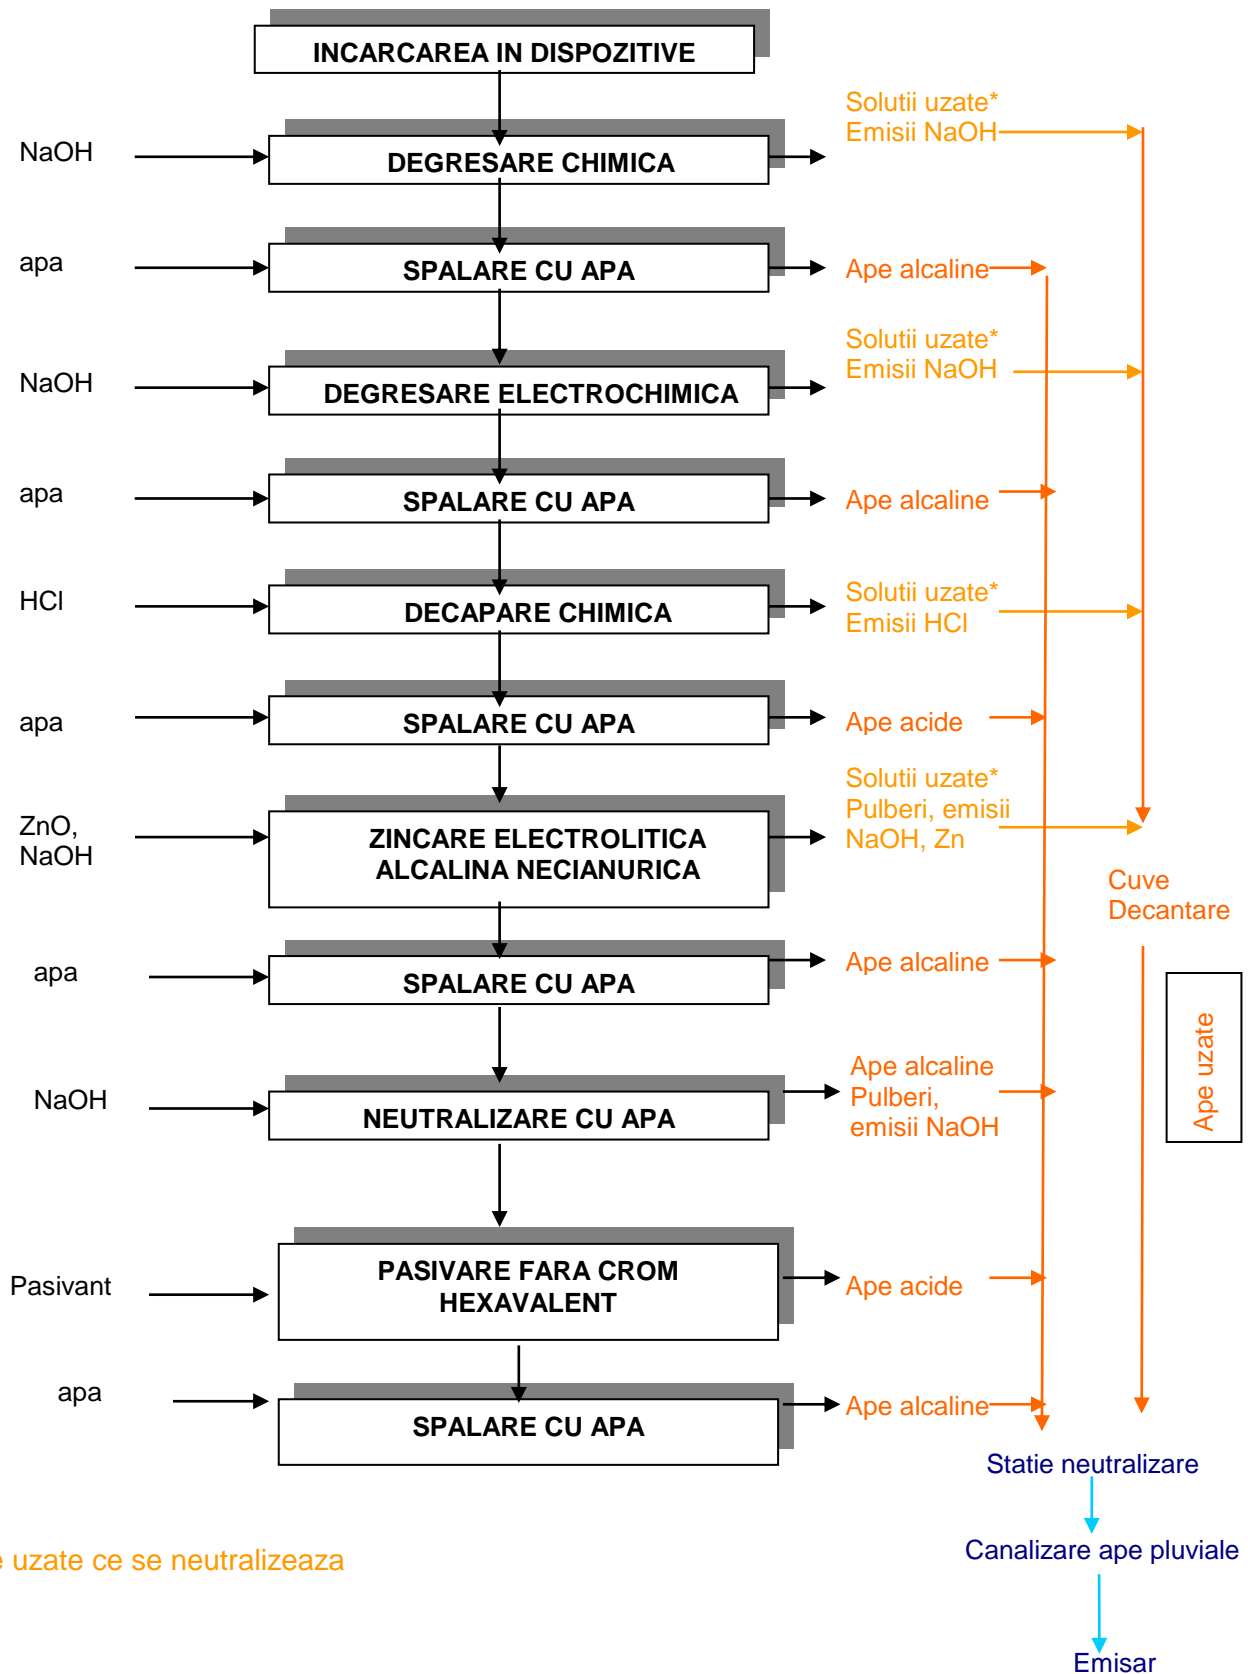 INCARCAREA IN DISPOZITIVE
Solutii uzate*
Emisii NaOH
NaOH
DEGRESARE CHIMICA
apa
SPALARE CU APA
Ape alcaline
Solutii uzate*
Emisii NaOH
NaOH
DEGRESARE ELECTROCHIMICA
apa
SPALARE CU APA
Ape alcaline
HCl
DECAPARE CHIMICA
Solutii uzate*
Emisii HCl
apa
SPALARE CU APA
Ape acide
ZnO,
NaOH
ZINCARE ELECTROLITICA
ALCALINA NECIANURICA
Solutii uzate*
Pulberi, emisii
NaOH, Zn
Cuve
Decantare
apa
SPALARE CU APA
Ape alcaline
Ape uzate
NaOH
NEUTRALIZARE CU APA
Ape alcaline
Pulberi,
emisii NaOH
Pasivant
PASIVARE FARA CROM
HEXAVALENT
Ape acide
apa
SPALARE CU APA
Ape alcaline
Statie neutralizare
Canalizare ape pluviale
uzate ce se neutralizeaza
Emisar